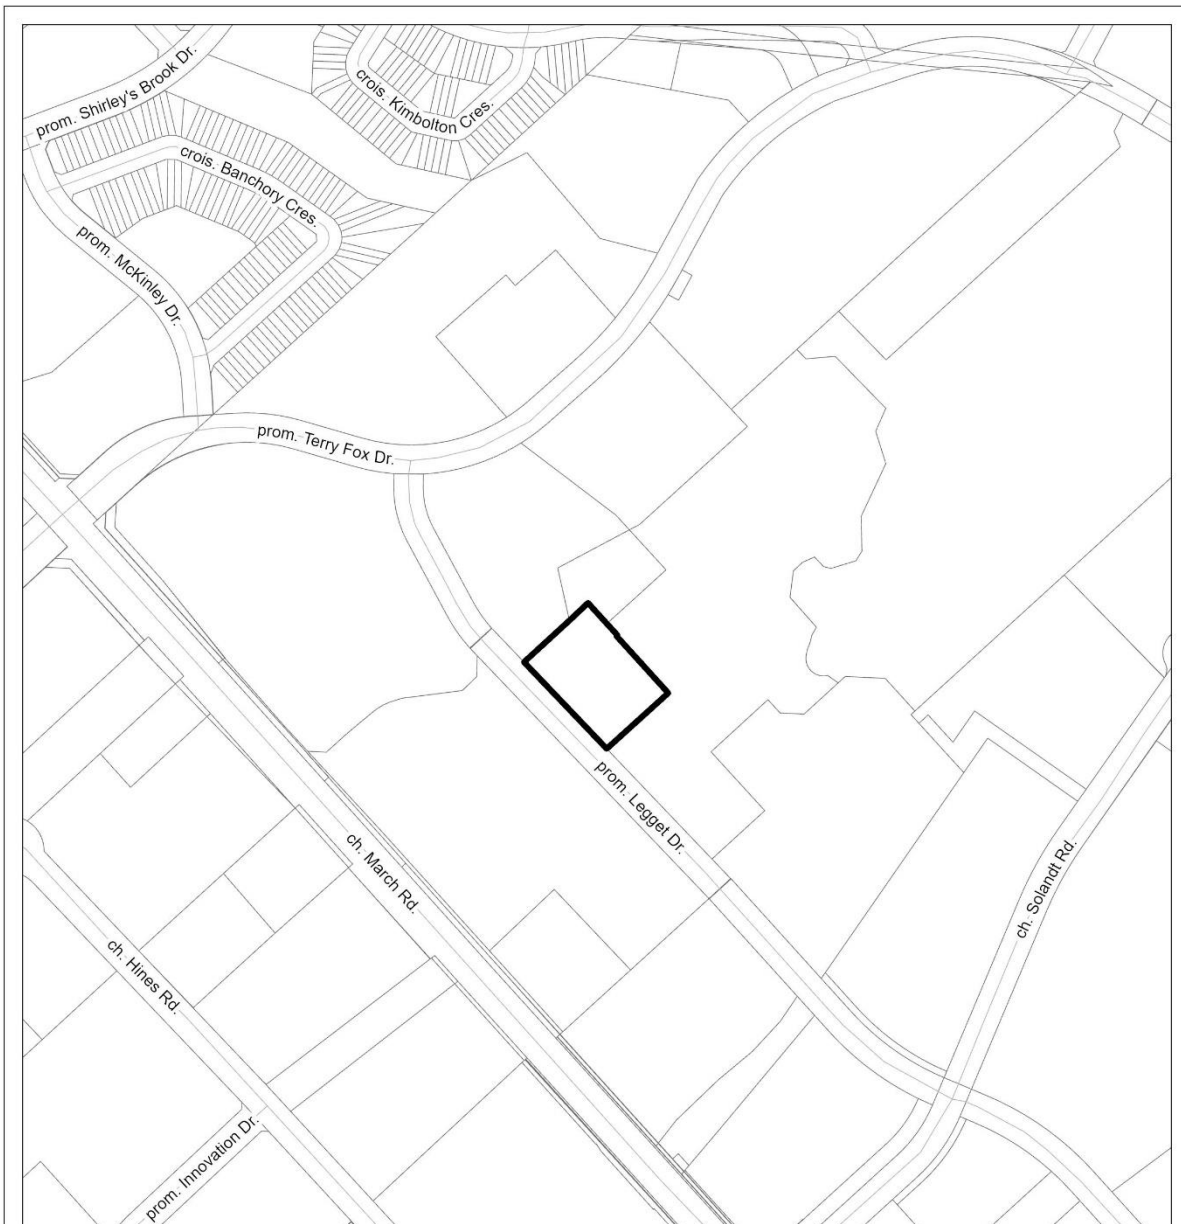 prom. Shirley's Brook Dr.
crois. Kimbolton Cres.
crois. Banchory Cres.
prom. McKinley Dr.
prom. Terry Fox Dr.
prom. Legget Dr.
ch. March Rd.
ch. Solandt Rd.
ch. Hines Rd.
prom. Innovation Dr.